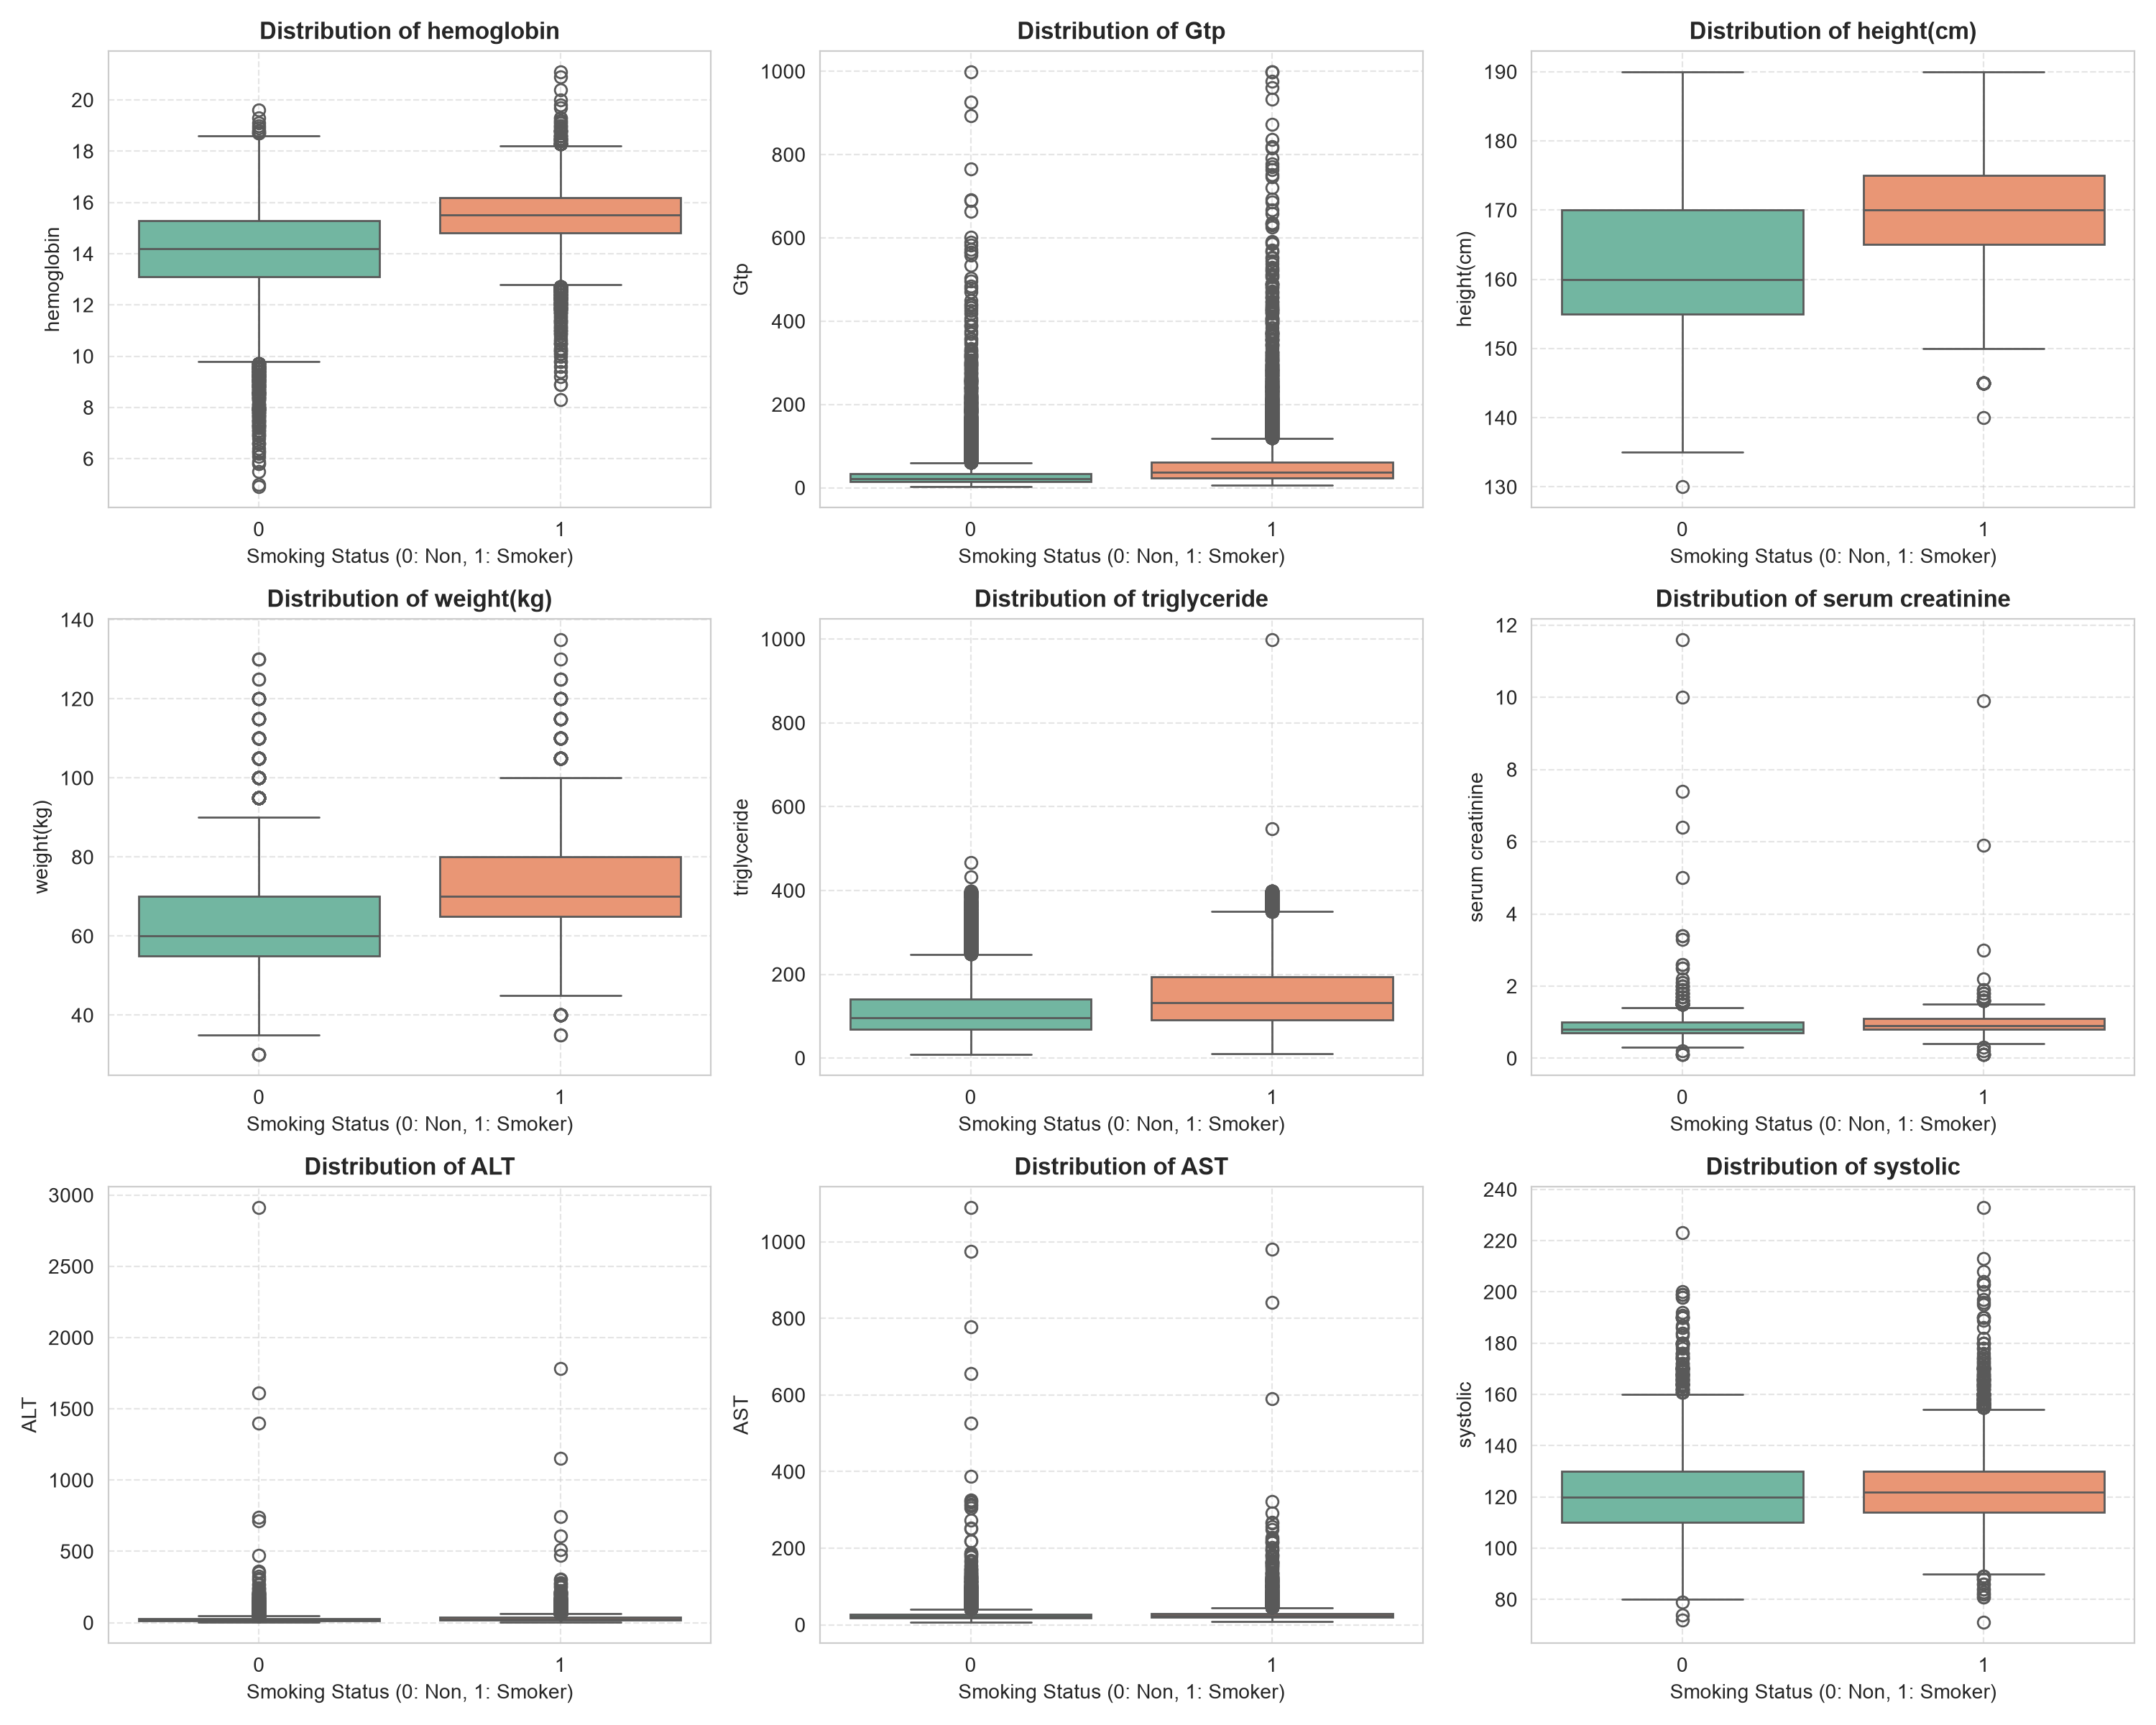 Distribution of hemoglobin
hemoglobin
20
18
16
14
12
10
8
6
0
1
Smoking Status (0: Non, 1: Smoker)
Distribution of Gtp
Gtp
1000
800
600
400
200
0
0
1
Smoking Status (0: Non, 1: Smoker)
Distribution of height(cm)
height(cm)
190
180
170
160
150
140
130
0
1
Smoking Status (0: Non, 1: Smoker)
Distribution of weight(kg)
weight(kg)
140
120
100
80
60
40
0
1
Smoking Status (0: Non, 1: Smoker)
Distribution of triglyceride
triglyceride
1000
800
600
400
200
0
0
1
Smoking Status (0: Non, 1: Smoker)
Distribution of serum creatinine
serum creatinine
12
10
8
6
4
2
0
0
1
Smoking Status (0: Non, 1: Smoker)
Distribution of ALT
ALT
3000
2500
2000
1500
1000
500
0
0
1
Smoking Status (0: Non, 1: Smoker)
Distribution of AST
AST
1000
800
600
400
200
0
0
1
Smoking Status (0: Non, 1: Smoker)
Distribution of systolic
systolic
240
220
200
180
160
140
120
100
80
0
1
Smoking Status (0: Non, 1: Smoker)